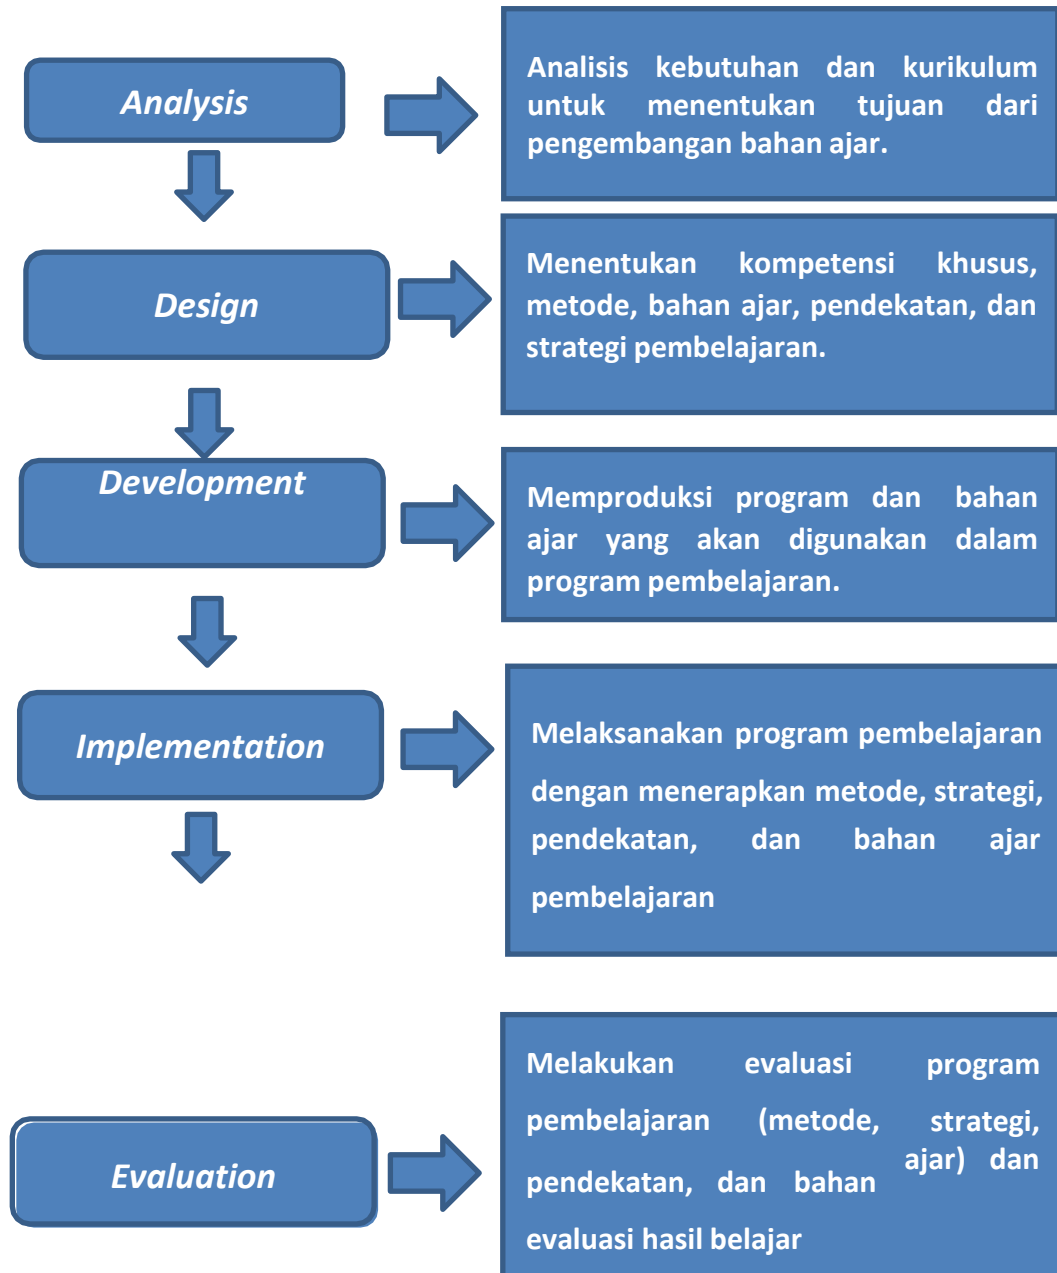 Analysis
Analisis kebutuhan dan kurikulum
untuk menentukan tujuan dari
pengembangan bahan ajar.
Design
Menentukan kompetensi khusus,
metode, bahan ajar, pendekatan, dan
strategi pembelajaran.
Development
Memproduksi program dan bahan
ajar yang akan digunakan dalam
program pembelajaran.
Implementation
Melaksanakan program pembelajaran
dengan menerapkan metode, strategi,
pendekatan, dan bahan ajar
pembelajaran
Evaluation
Melakukan evaluasi program
pembelajaran (metode, strategi,
pendekatan, dan bahan ajar) dan
evaluasi hasil belajar